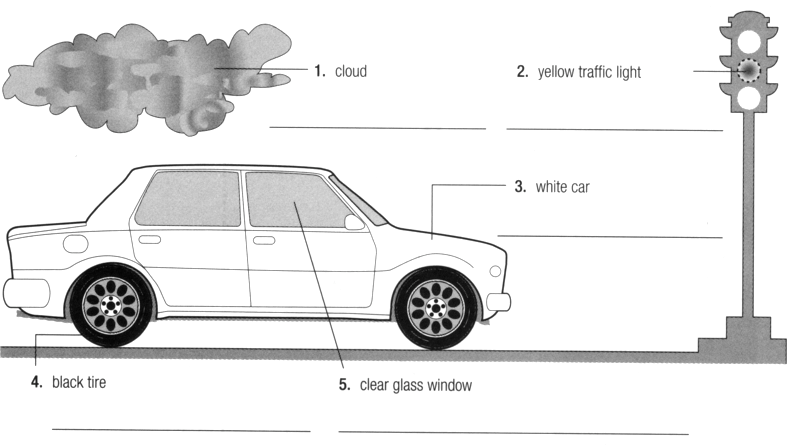 1. cloud
2. yellow traffic light
3. white car
4. black tire
5. clear glass window